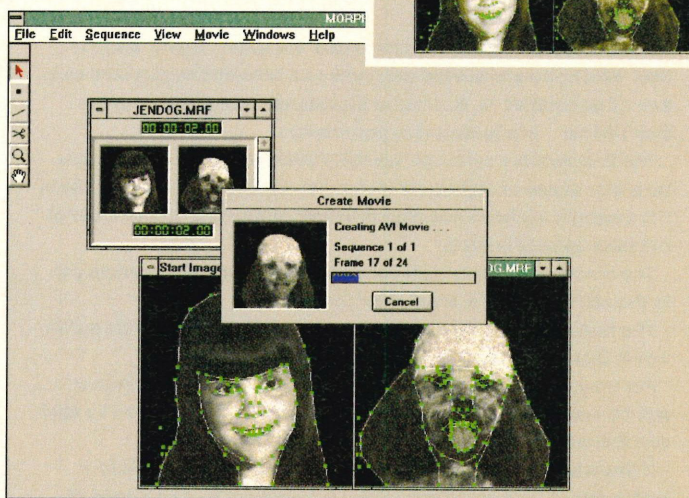 MORPH
File Edit Sequence View Movie Windows Help
JENDOG.MRF
00:00:02.00
00:00:02.00
Create Movie
Creating AVI Movie . . .
Sequence 1 of 1
Frame 17 of 24
Cancel
Start Image
OG.MRF